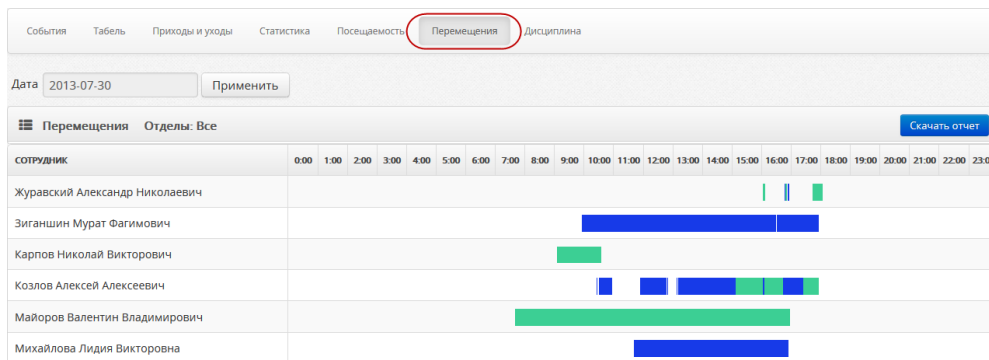 События Табель Приходы и уходы Статистика Посещаемость Перемещения Дисциплина
Дата 2013-07-30 Применить
Перемещения Отделы: Все Скачать отчет
СОТРУДНИК 0:00 1:00 2:00 3:00 4:00 5:00 6:00 7:00 8:00 9:00 10:00 11:00 12:00 13:00 14:00 15:00 16:00 17:00 18:00 19:00 20:00 21:00 22:00 23:0
Журавский Александр Николаевич
Зиганшин Мурат Фагимович
Карпов Николай Викторович
Козлов Алексей Алексеевич
Майоров Валентин Владимирович
Михайлова Лидия Викторовна